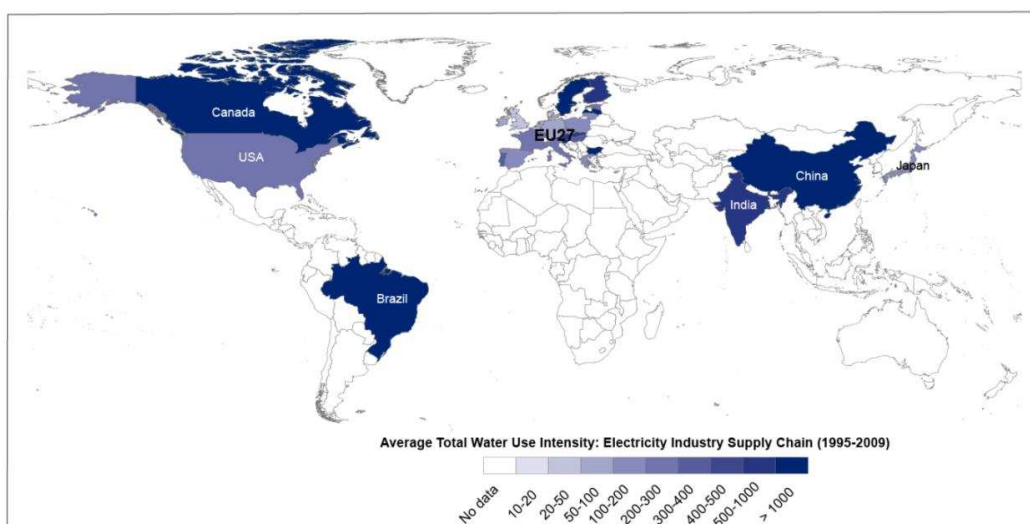 Canada
USA
EU27
China
Japan
India
Brazil
Average Total Water Use Intensity: Electricity Industry Supply Chain (1995-2009)
No data
10-20
20-50
50-100
100-200
200-300
300-400
400-500
500-1000
> 1000